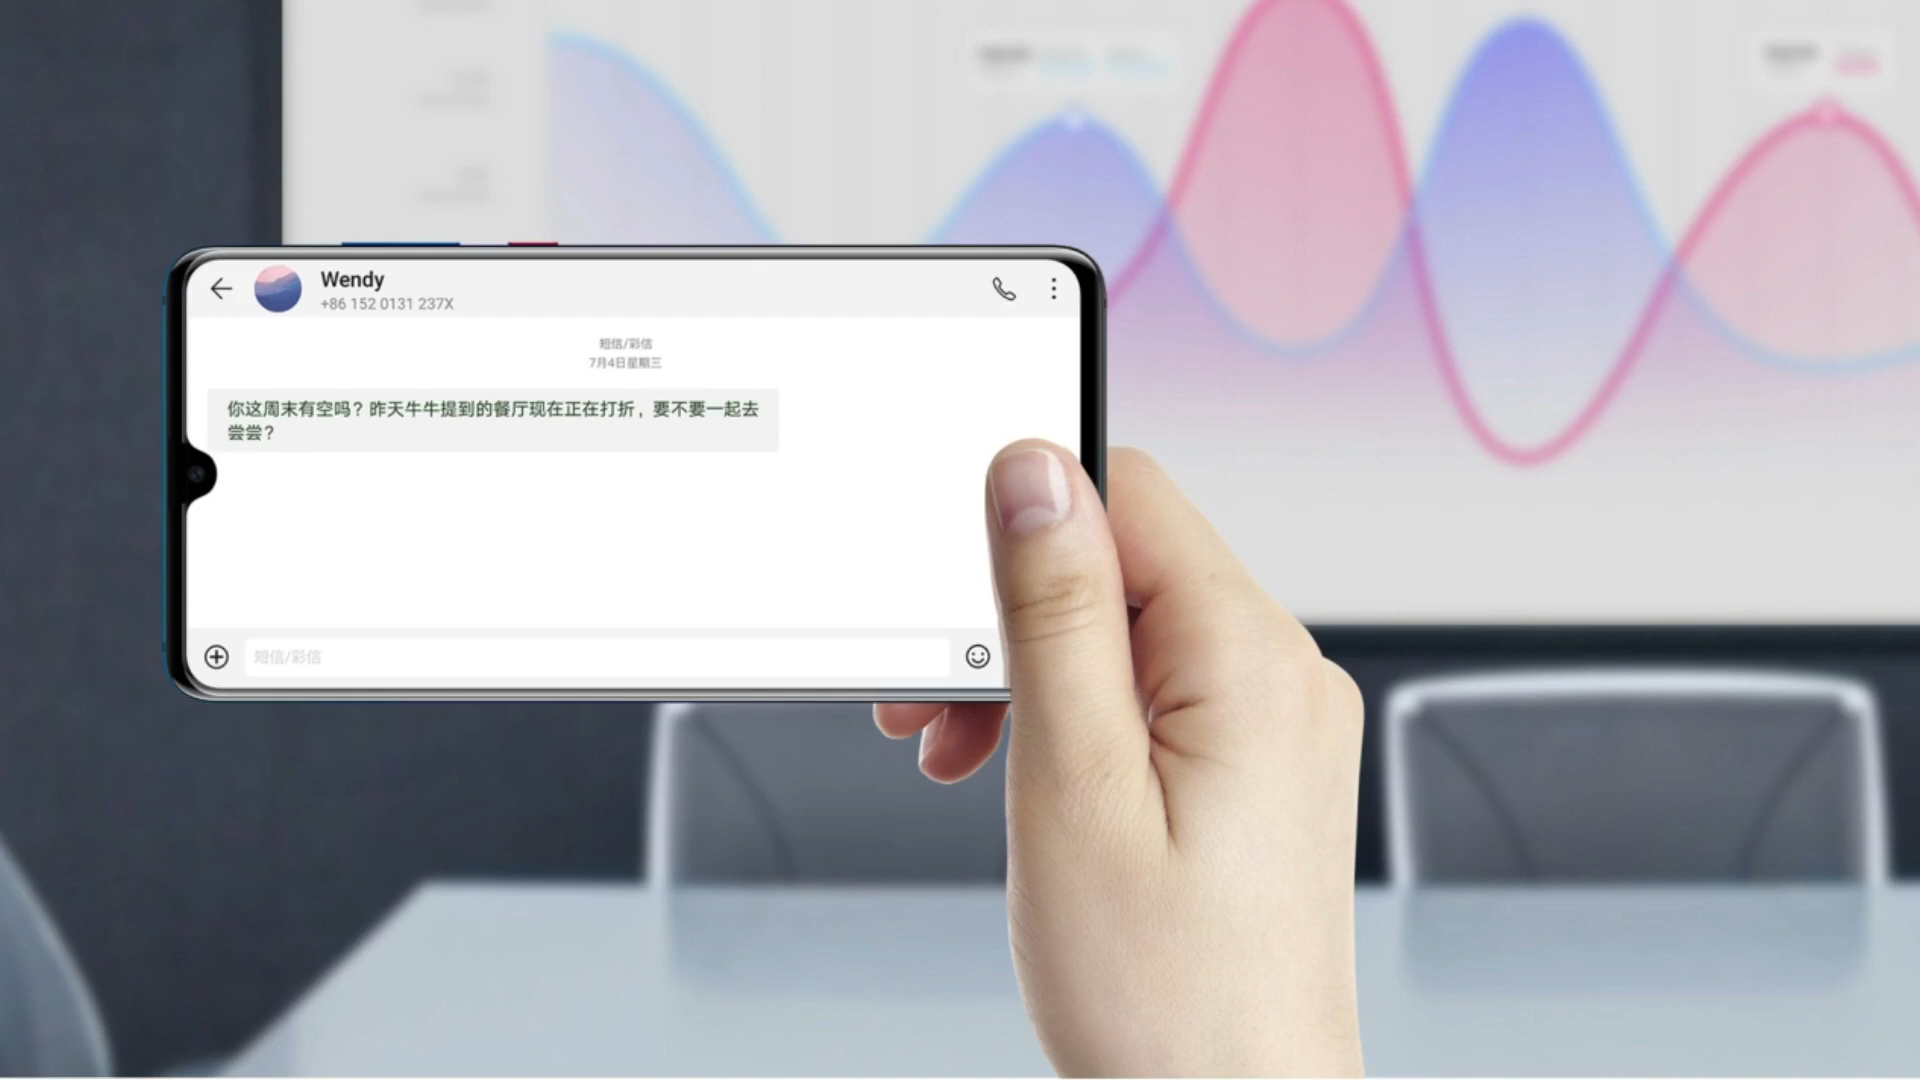 Wendy
+86 152 0131 237X
短信/彩信
7月4日星期三
你这周末有空吗？昨天牛牛提到的餐厅现在正在打折，要不要一起去
尝尝？
短信/彩信